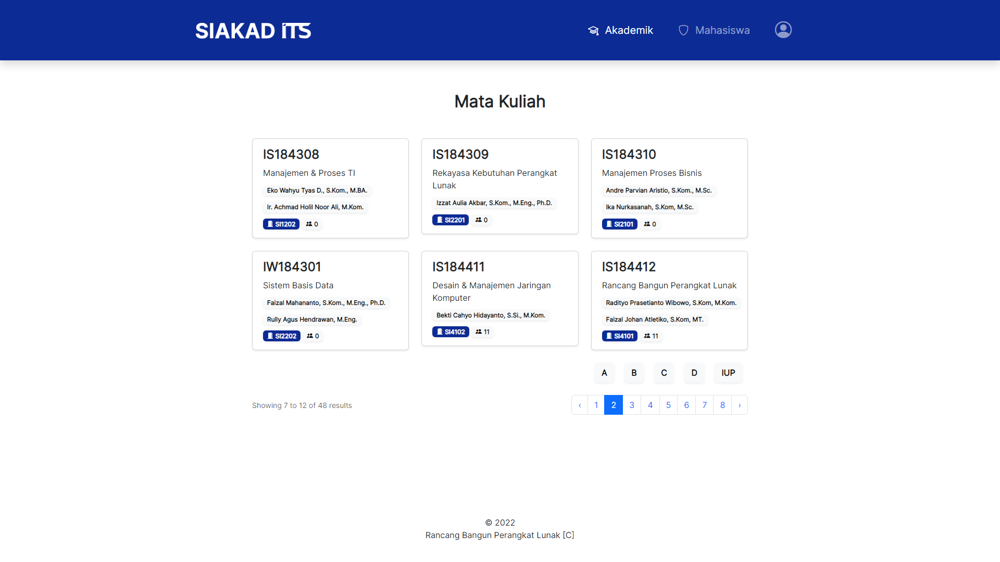 SIAKAD ITS
Akademik
Mahasiswa
Mata Kuliah
IS184308
Manajemen & Proses TI
Eko Wahyu Tyas D., S.Kom., M.BA.
Ir. Achmad Holil Noor Ali, M.Kom.
SI1202 0
IS184309
Rekayasa Kebutuhan Perangkat
Lunak
Izzat Aulia Akbar, S.Kom., M.Eng., Ph.D.
SI2201 0
IS184310
Manajemen Proses Bisnis
Andre Parvian Aristio, S.Kom., M.Sc.
Ika Nurkasanah, S.Kom, M.Sc.
SI2101 0
IW184301
Sistem Basis Data
Faizal Mahananto, S.Kom., M.Eng., Ph.D.
Rully Agus Hendrawan, M.Eng.
SI2202 0
IS184411
Desain & Manajemen Jaringan
Komputer
Bekti Cahyo Hidayanto, S.Si., M.Kom.
SI4102 11
IS184412
Rancang Bangun Perangkat Lunak
Radityo Prasetianto Wibowo, S.Kom, M.Kom.
Faizal Johan Atletiko, S.Kom, MT.
SI4101 11
A B C D IUP
Showing 7 to 12 of 48 results
‹ 1 2 3 4 5 6 7 8 ›
© 2022
Rancang Bangun Perangkat Lunak [C]